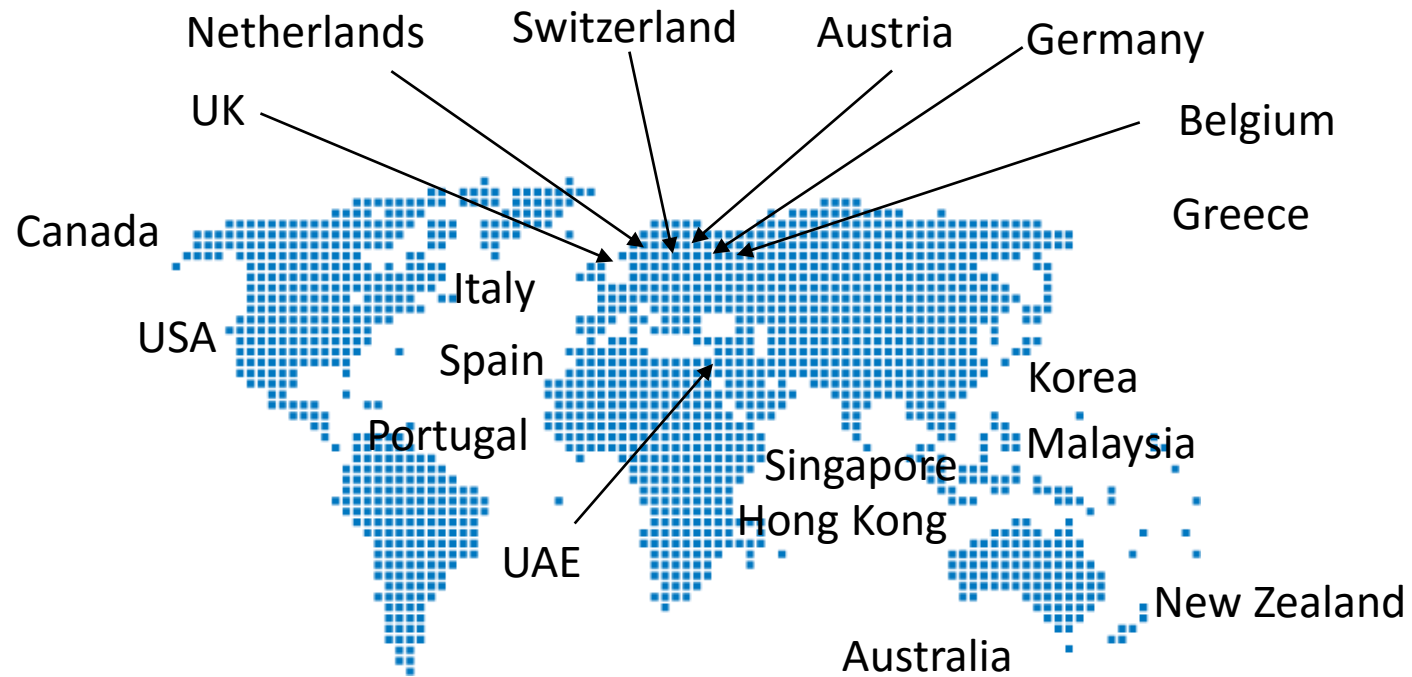 Netherlands
Switzerland
Austria
Germany
UK
Belgium
Greece
Canada
Italy
USA
Spain
Korea
Portugal
Malaysia
Singapore
Hong Kong
UAE
New Zealand
Australia